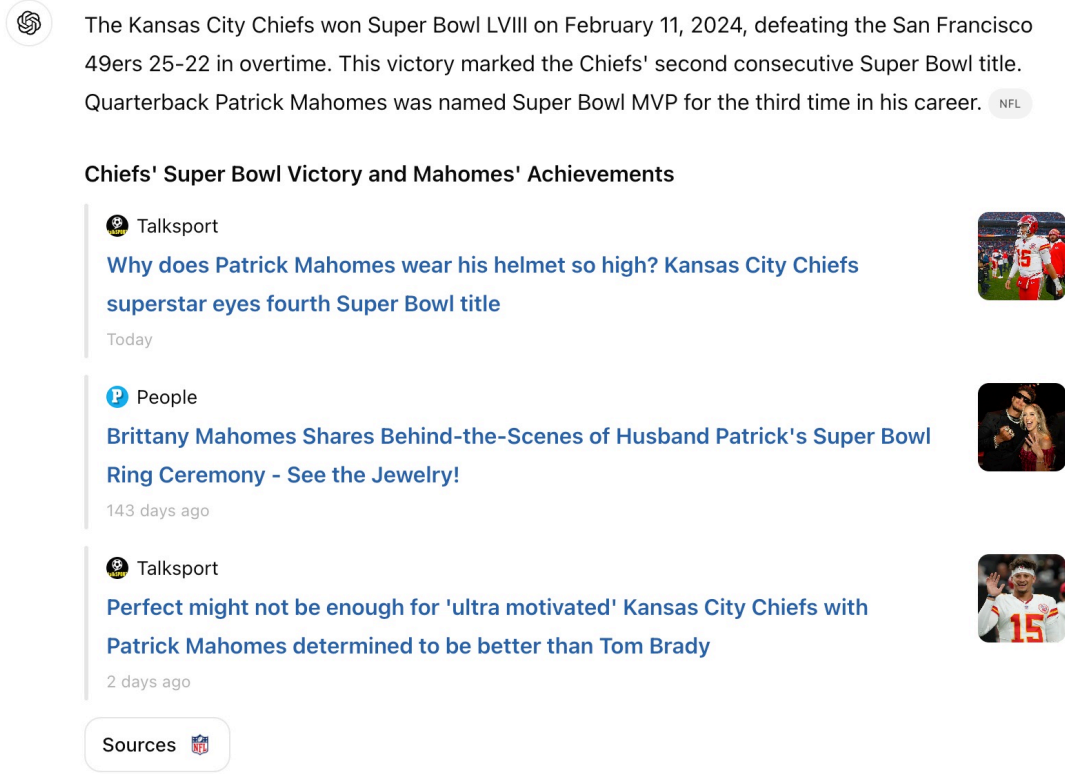 The Kansas City Chiefs won Super Bowl LVIII on February 11, 2024, defeating the San Francisco
49ers 25-22 in overtime. This victory marked the Chiefs' second consecutive Super Bowl title.
Quarterback Patrick Mahomes was named Super Bowl MVP for the third time in his career. NFL
Chiefs' Super Bowl Victory and Mahomes' Achievements
Talksport
Why does Patrick Mahomes wear his helmet so high? Kansas City Chiefs
superstar eyes fourth Super Bowl title
Today
15
P People
Brittany Mahomes Shares Behind-the-Scenes of Husband Patrick's Super Bowl
Ring Ceremony - See the Jewelry!
143 days ago
Talksport
Perfect might not be enough for 'ultra motivated' Kansas City Chiefs with
Patrick Mahomes determined to be better than Tom Brady
2 days ago
15
Sources NFL